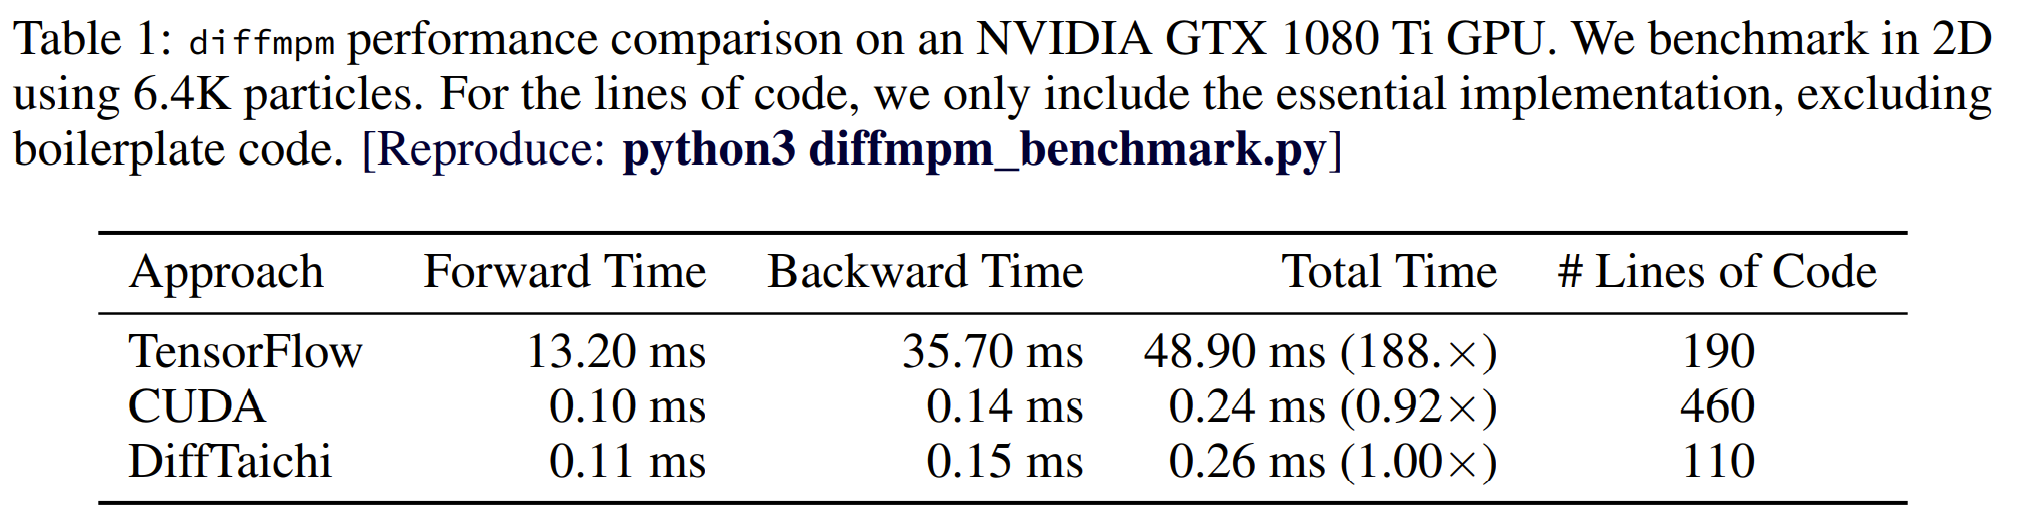 Table 1: diffmpm performance comparison on an NVIDIA GTX 1080 Ti GPU. We benchmark in 2D
using 6.4K particles. For the lines of code, we only include the essential implementation, excluding
boilerplate code. [Reproduce: python3 diffmpm_benchmark.py]
Approach Forward Time Backward Time Total Time # Lines of Code
TensorFlow 13.20 ms 35.70 ms 48.90 ms (188.×) 190
CUDA 0.10 ms 0.14 ms 0.24 ms (0.92×) 460
DiffTaichi 0.11 ms 0.15 ms 0.26 ms (1.00×) 110